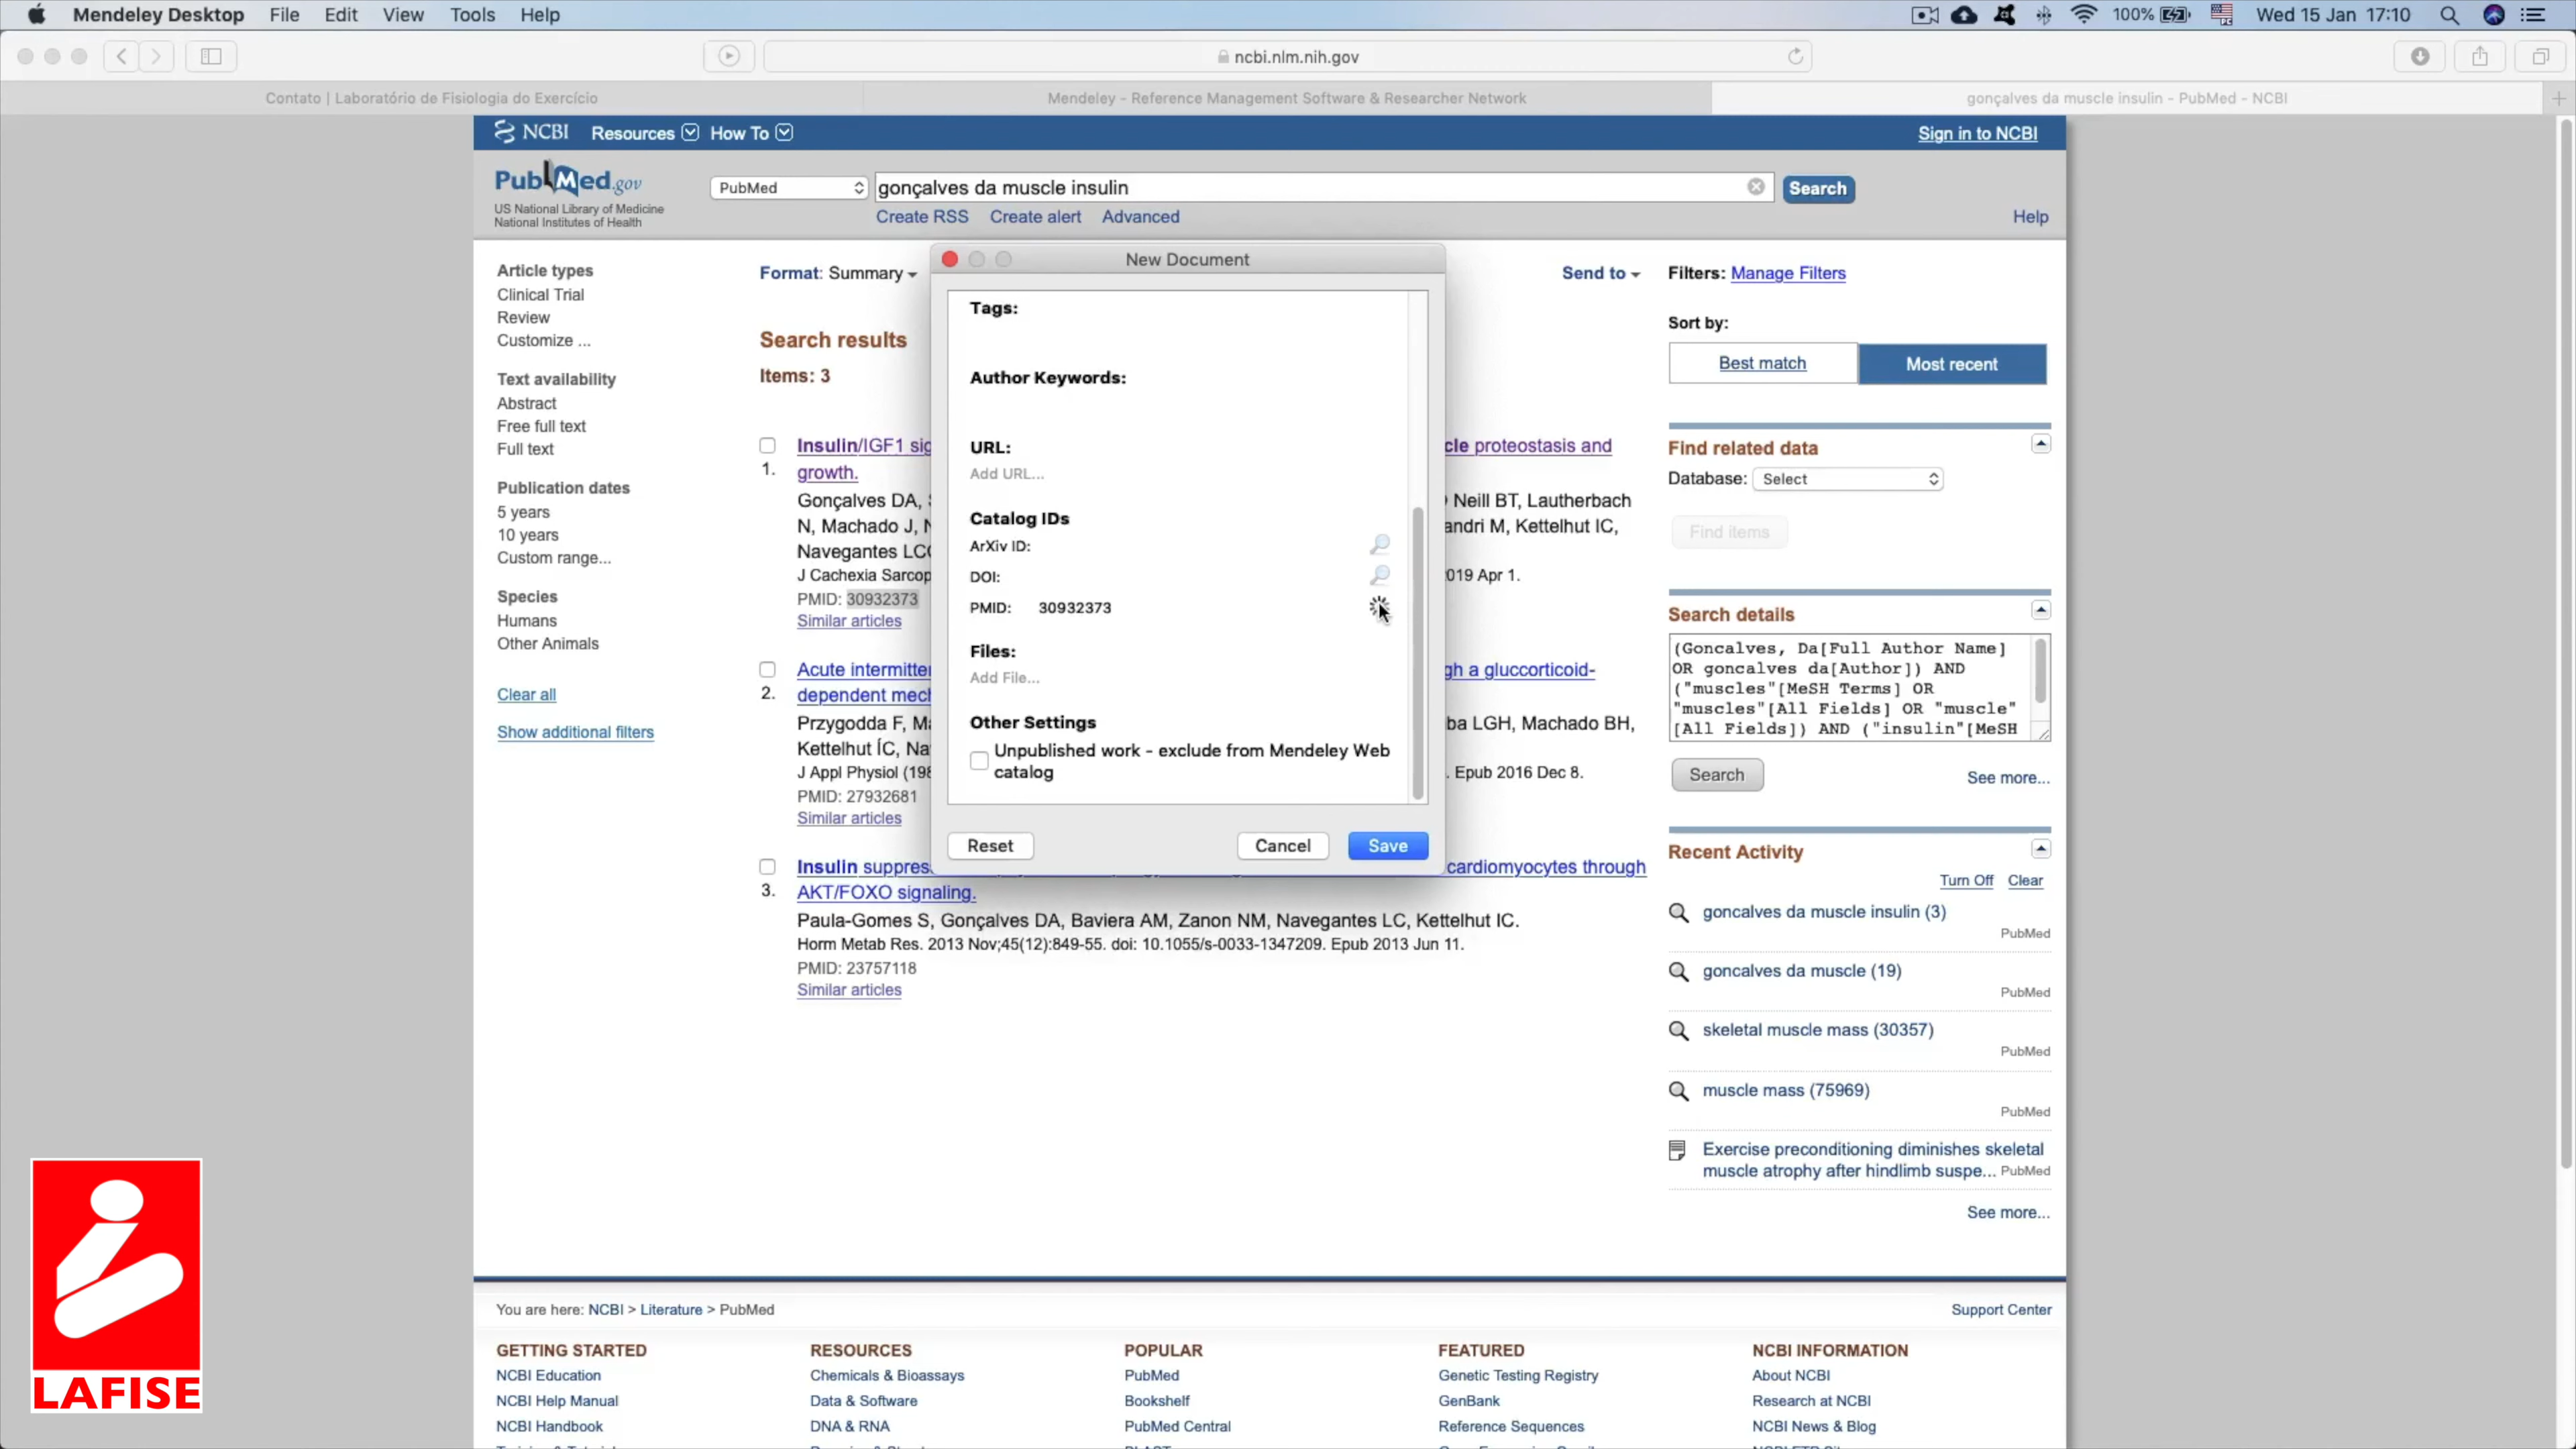 Mendeley Desktop File Edit View Tools Help 100% Wed 15 Jan 17:10
ncbi.nlm.nih.gov
Contato | Laboratório de Fisiologia do Exercício
Mendeley - Reference Management Software & Researcher Network
gonçalves da muscle insulin - PubMed - NCBI
NCBI Resources How To Sign in to NCBI
PubMed.gov
US National Library of Medicine
National Institutes of Health
PubMed
gonçalves da muscle insulin
Search
Create RSS Create alert Advanced
Help
Article types
Clinical Trial
Review
Customize ...
Text availability
Abstract
Free full text
Full text
Publication dates
5 years
10 years
Custom range...
Species
Humans
Other Animals
Clear all
Show additional filters
Format: Summary
Send to
Search results
Items: 3
1.
Insulin/IGF1 sig
cle proteostasis and
growth.
Gonçalves DA,
Neill BT, Lautherbach
N, Machado J, N
andri M, Kettelhut IC,
Navegantes LCC
J Cachexia Sarcop
019 Apr 1.
PMID: 30932373
Similar articles
2.
Acute intermitte
gh a gluccorticoid-
dependent mech
Przygodda F, Ma
ba LGH, Machado BH,
Kettelhut ÍC, Na
J Appl Physiol (198
. Epub 2016 Dec 8.
PMID: 27932681
Similar articles
3.
Insulin suppres
cardiomyocytes through
AKT/FOXO signaling.
Paula-Gomes S, Gonçalves DA, Baviera AM, Zanon NM, Navegantes LC, Kettelhut IC.
Horm Metab Res. 2013 Nov;45(12):849-55. doi: 10.1055/s-0033-1347209. Epub 2013 Jun 11.
PMID: 23757118
Similar articles
New Document
Tags:
Author Keywords:
URL:
Add URL...
Catalog IDs
ArXiv ID:
DOI:
PMID: 30932373
Files:
Add File...
Other Settings
Unpublished work - exclude from Mendeley Web
catalog
Reset Cancel Save
Filters: Manage Filters
Sort by:
Best match Most recent
Find related data
Database: Select
Find items
Search details
(Goncalves, Da[Full Author Name]
OR goncalves da[Author]) AND
("muscles"[MeSH Terms] OR
"muscles"[All Fields] OR "muscle"
[All Fields]) AND ("insulin"[MeSH
Search
See more...
Recent Activity
Turn Off Clear
goncalves da muscle insulin (3)
PubMed
goncalves da muscle (19)
PubMed
skeletal muscle mass (30357)
PubMed
muscle mass (75969)
PubMed
Exercise preconditioning diminishes skeletal
muscle atrophy after hindlimb suspe... PubMed
See more...
LAFISE
You are here: NCBI > Literature > PubMed
Support Center
GETTING STARTED
NCBI Education
NCBI Help Manual
NCBI Handbook
RESOURCES
Chemicals & Bioassays
Data & Software
DNA & RNA
POPULAR
PubMed
Bookshelf
PubMed Central
FEATURED
Genetic Testing Registry
GenBank
Reference Sequences
NCBI INFORMATION
About NCBI
Research at NCBI
NCBI News & Blog